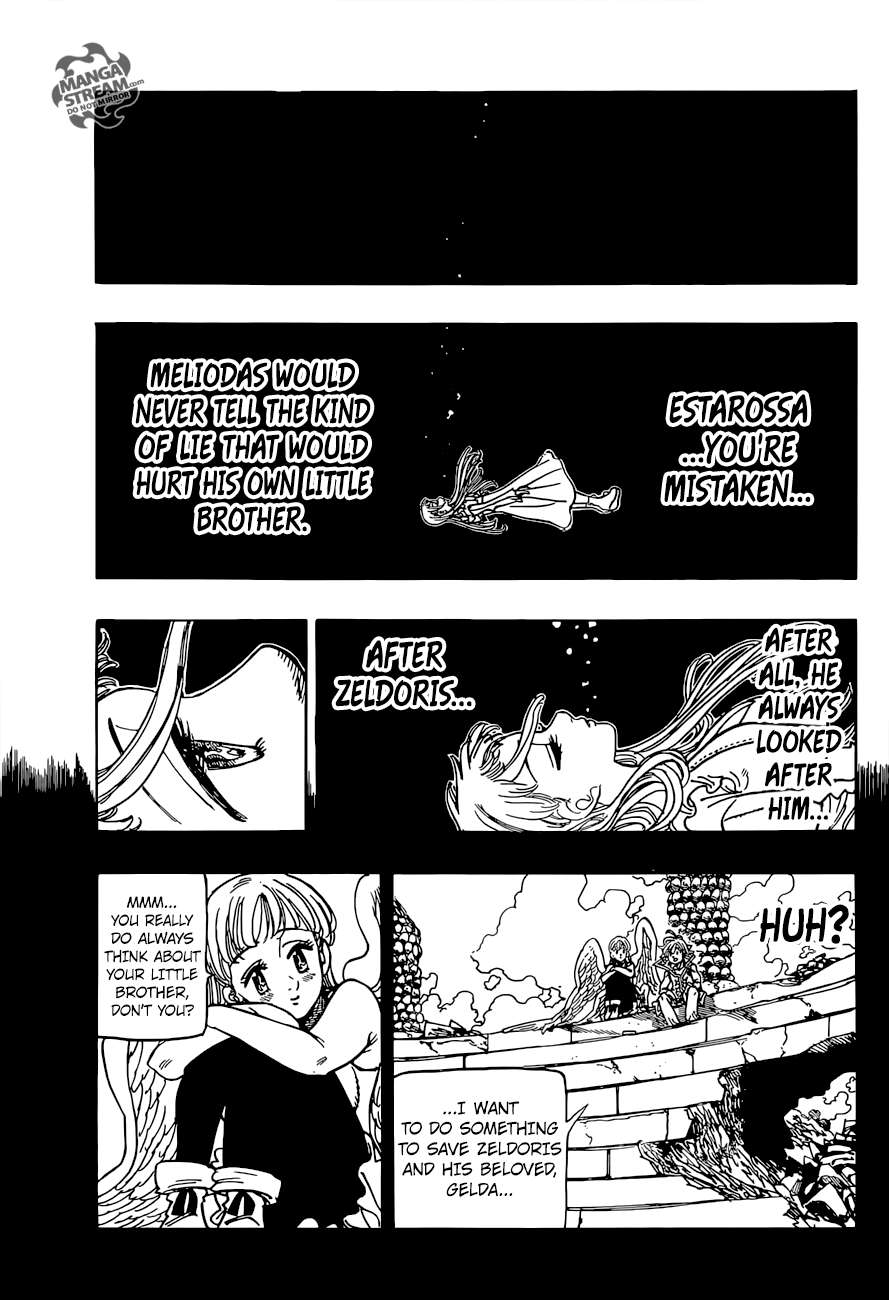 MANGA
STREAM.com
DO NOT MIRROR
ESTAROSSA
...YOU'RE
MISTAKEN...
MELIODAS WOULD
NEVER TELL THE KIND
OF LIE THAT WOULD
HURT HIS OWN LITTLE
BROTHER.
AFTER
ALL, HE
ALWAYS
LOOKED
AFTER
HIM...
AFTER
ZELDORIS...
HUH?
...I WANT
TO DO SOMETHING
TO SAVE ZELDORIS
AND HIS BELOVED,
GELDA...
MMM...
YOU REALLY
DO ALWAYS
THINK ABOUT
YOUR LITTLE
BROTHER,
DON'T YOU?